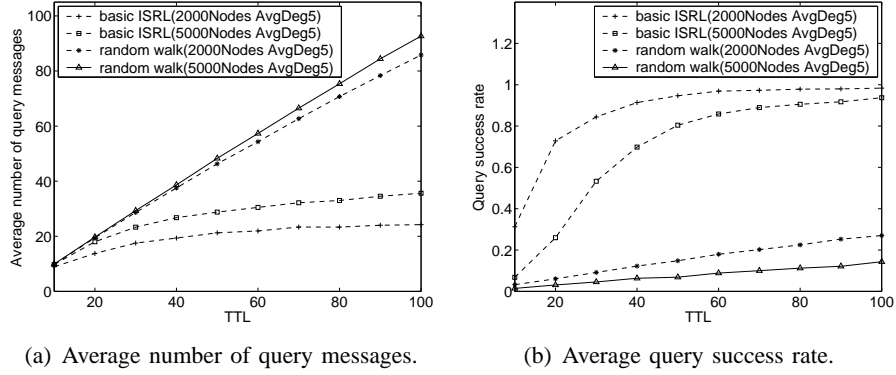 basic ISRL(2000Nodes AvgDeg5)
basic ISRL(5000Nodes AvgDeg5)
random walk(2000Nodes AvgDeg5)
random walk(5000Nodes AvgDeg5)
Average number of query messages
100
80
60
40
20
0
20
40
60
80
100
TTL
(a) Average number of query messages.
basic ISRL(2000Nodes AvgDeg5)
basic ISRL(5000Nodes AvgDeg5)
random walk(2000Nodes AvgDeg5)
random walk(5000Nodes AvgDeg5)
Query success rate
1.2
1
0.8
0.6
0.4
0.2
0
20
40
60
80
100
TTL
(b) Average query success rate.